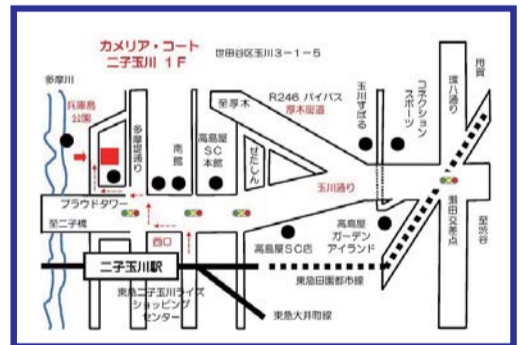 カメリア・コート
二子玉川 1F
世田谷区玉川3-1-5
多摩川
兵庫島
公園
多摩堤通り
南館
高島屋
SC
本館
至厚木
せたしん
R246 バイパス
厚木街道
玉川すばる
コネクション
スポーツ
環八通り
用賀
プラウドタワー
至二子橋
西口
玉川通り
高島屋SC店
高島屋
ガーデン
アイランド
瀬田交差点
至渋谷
二子玉川駅
東急田園都市線
東急二子玉川ライズ
ショッピング
センター
東急大井町線